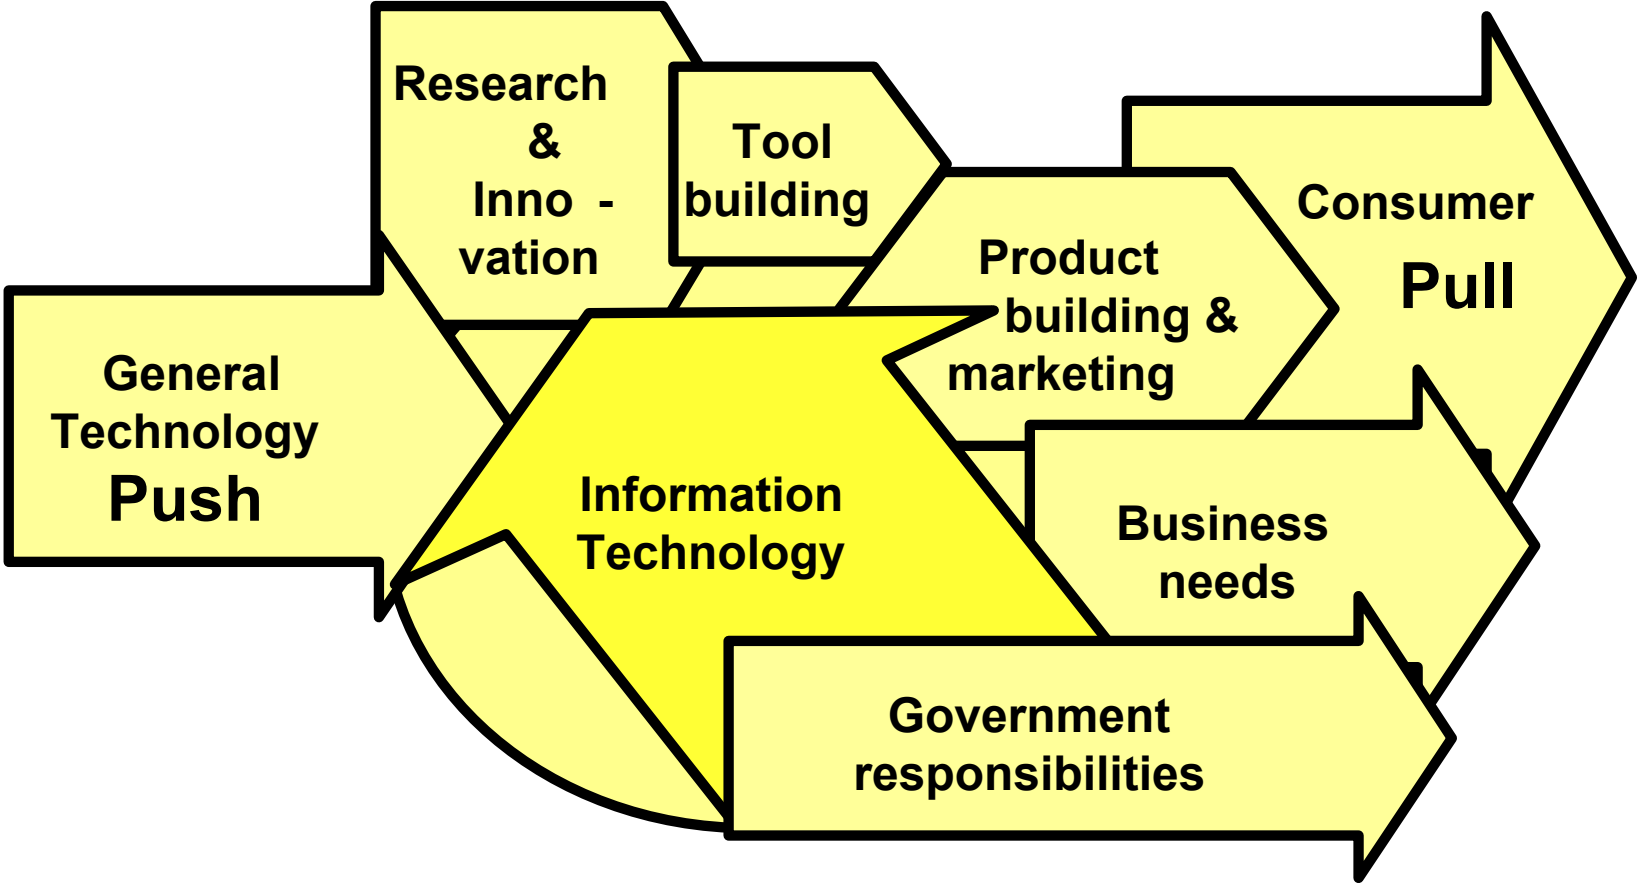 Research
&
Inno -
vation
Tool
building
Consumer
Pull
Product
building &
marketing
General
Technology
Push
Information
Technology
Business
needs
Government
responsibilities